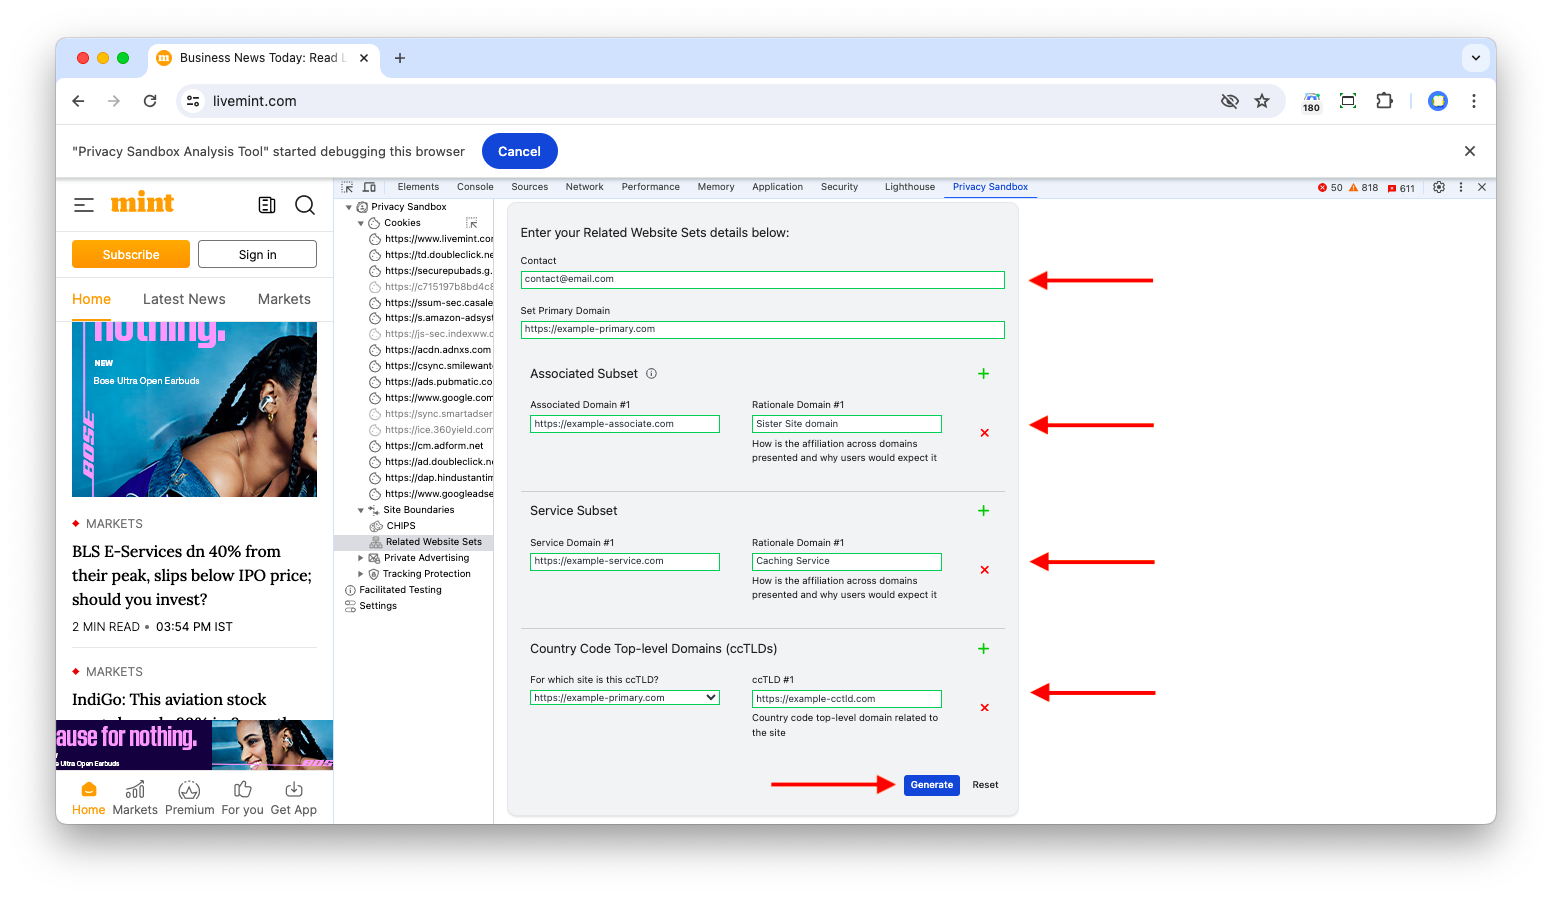 Business News Today: Read L
livemint.com
180
"Privacy Sandbox Analysis Tool" started debugging this browser
Cancel
mint
Subscribe
Sign in
Home
Latest News
Markets
nothing.
NEW
Bose Ultra Open Earbuds
BOSE
MARKETS
BLS E-Services dn 40% from
their peak, slips below IPO price;
should you invest?
2 MIN READ • 03:54 PM IST
MARKETS
IndiGo: This aviation stock
ause for nothing.
e Ultra Open Earbuds
BOSE
Home
Markets
Premium
For you
Get App
Elements
Console
Sources
Network
Performance
Memory
Application
Security
Lighthouse
Privacy Sandbox
50
818
611
Privacy Sandbox
Cookies
https://www.livemint.com
https://td.doubleclick.ne
https://securepubads.g.
https://c715197b8bd4c8
https://ssum-sec.casale
https://s.amazon-adsyst
https://js-sec.indexww.c
https://acdn.adnxs.com
https://csync.smilewant
https://ads.pubmatic.co
https://www.google.com
https://sync.smartadser
https://ice.360yield.com
https://cm.adform.net
https://ad.doubleclick.ne
https://dap.hindustantim
https://www.googleadse
Site Boundaries
CHIPS
Related Website Sets
Private Advertising
Tracking Protection
Facilitated Testing
Settings
Enter your Related Website Sets details below:
Contact
contact@email.com
Set Primary Domain
https://example-primary.com
Associated Subset
Associated Domain #1
Rationale Domain #1
https://example-associate.com
Sister Site domain
How is the affiliation across domains
presented and why users would expect it
Service Subset
Service Domain #1
Rationale Domain #1
https://example-service.com
Caching Service
How is the affiliation across domains
presented and why users would expect it
Country Code Top-level Domains (ccTLDs)
For which site is this ccTLD?
ccTLD #1
https://example-primary.com
https://example-cctld.com
Country code top-level domain related to
the site
Generate
Reset